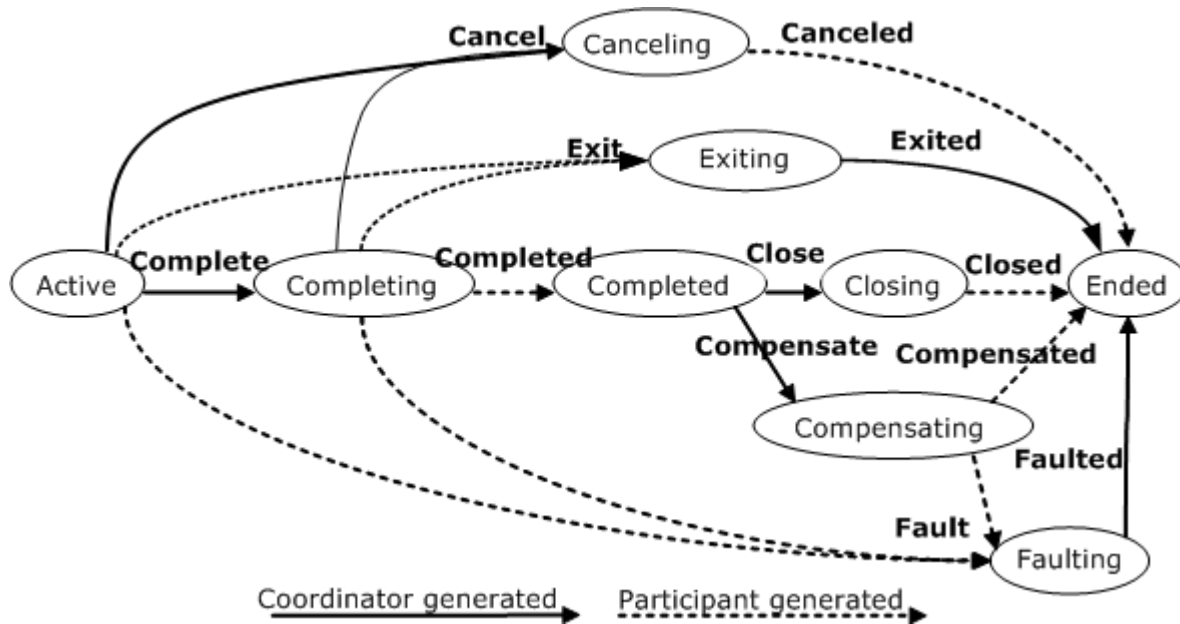 Cancel
Canceling
Canceled
Exit
Exiting
Exited
Active
Complete
Completing
Completed
Completed
Close
Closing
Closed
Ended
Compensate
Compensated
Compensating
Faulted
Fault
Faulting
Coordinator generated
Participant generated